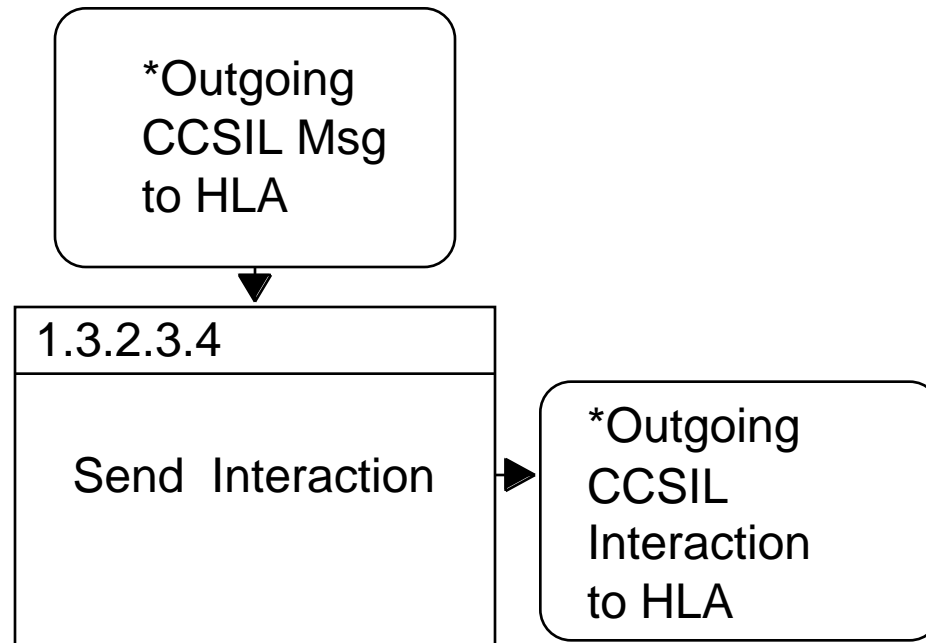 *Outgoing
CCSIL Msg
to HLA
1.3.2.3.4
Send Interaction
*Outgoing
CCSIL
Interaction
to HLA